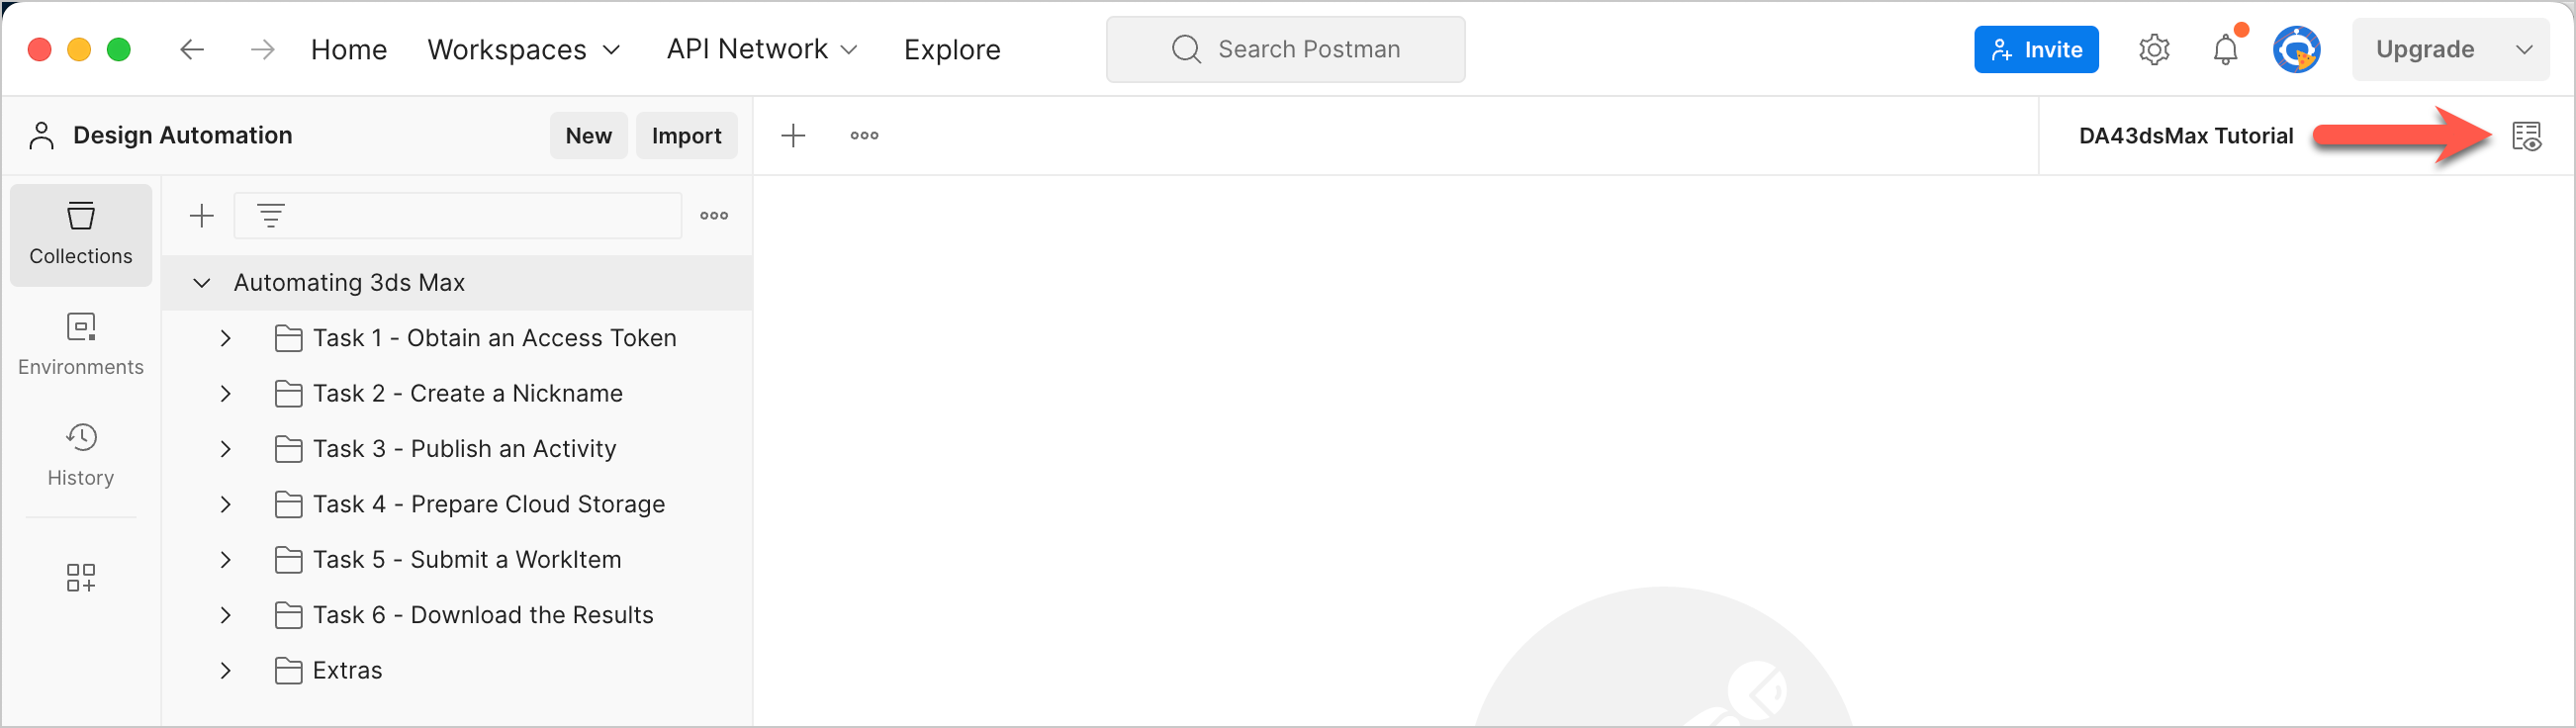 Home Workspaces API Network Explore Search Postman Invite Upgrade
Design Automation New Import DA43dsMax Tutorial
Collections
Environments
History
Automating 3ds Max
Task 1 - Obtain an Access Token
Task 2 - Create a Nickname
Task 3 - Publish an Activity
Task 4 - Prepare Cloud Storage
Task 5 - Submit a WorkItem
Task 6 - Download the Results
Extras